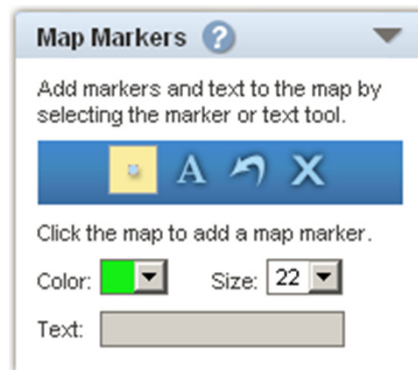 Map Markers ?
Add markers and text to the map by
selecting the marker or text tool.
A X
Click the map to add a map marker.
Color: Size: 22
Text: